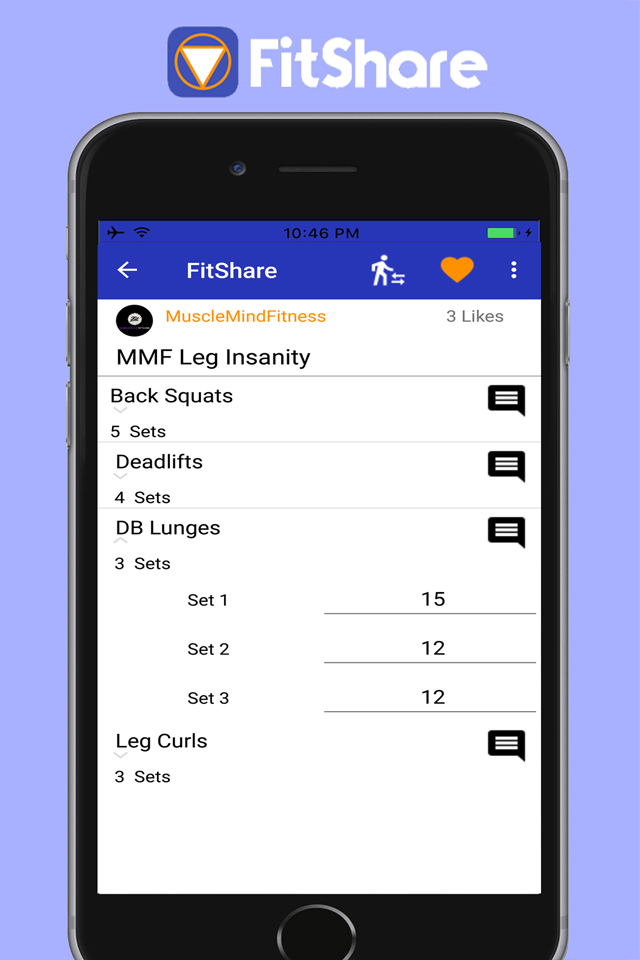 FitShare
10:46 PM
FitShare
MuscleMindFitness 3 Likes
MMF Leg Insanity
Back Squats
5 Sets
Deadlifts
4 Sets
DB Lunges
3 Sets
Set 1 15
Set 2 12
Set 3 12
Leg Curls
3 Sets